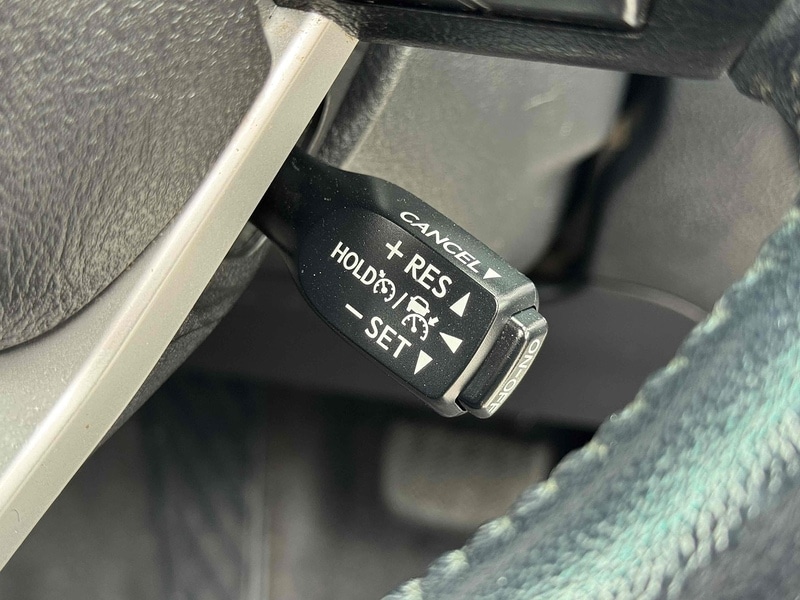 CANCEL▼
+ RES ▲
HOLD /
− SET ▼
ON-OFF